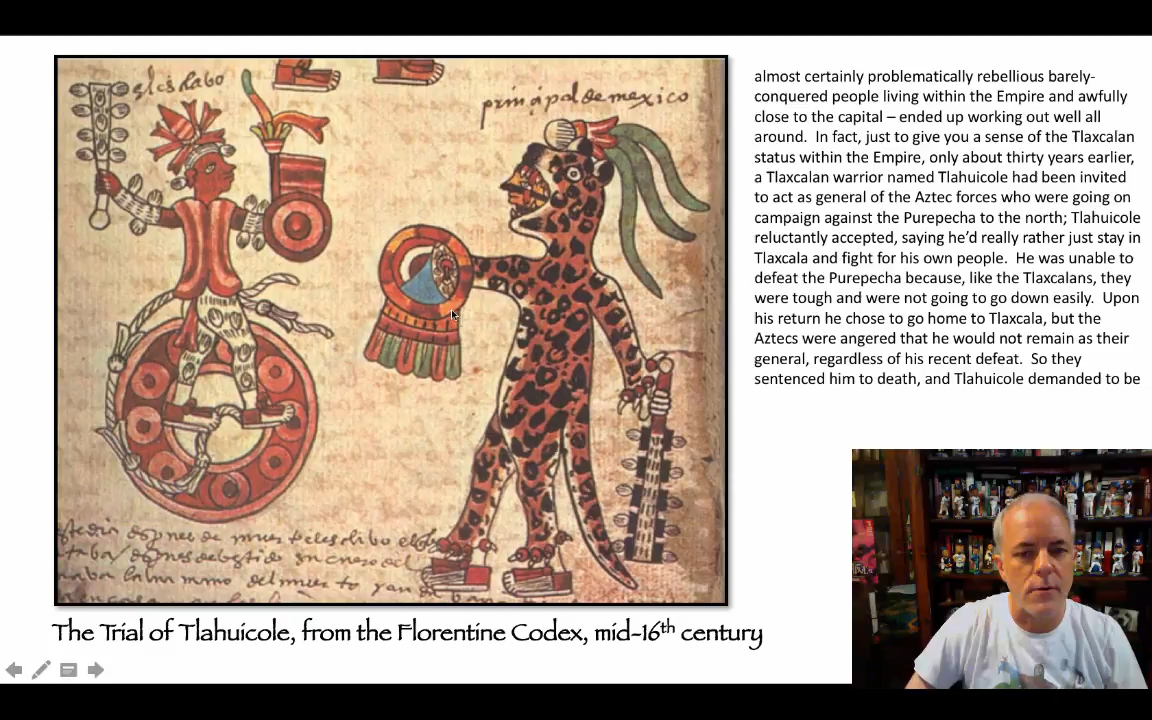 el esclabo
prinçipal de mexico
almost certainly problematically rebellious barely-
conquered people living within the Empire and awfully
close to the capital – ended up working out well all
around.  In fact, just to give you a sense of the Tlaxcalan
status within the Empire, only about thirty years earlier,
a Tlaxcalan warrior named Tlahuicole had been invited
to act as general of the Aztec forces who were going on
campaign against the Purepecha to the north; Tlahuicole
reluctantly accepted, saying he’d really rather just stay in
Tlaxcala and fight for his own people.  He was unable to
defeat the Purepecha because, like the Tlaxcalans, they
were tough and were not going to go down easily.  Upon
his return he chose to go home to Tlaxcala, but the
Aztecs were angered that he would not remain as their
general, regardless of his recent defeat.  So they
sentenced him to death, and Tlahuicole demanded to be
The Trial of Tlahuicole, from the Florentine Codex, mid-16th century